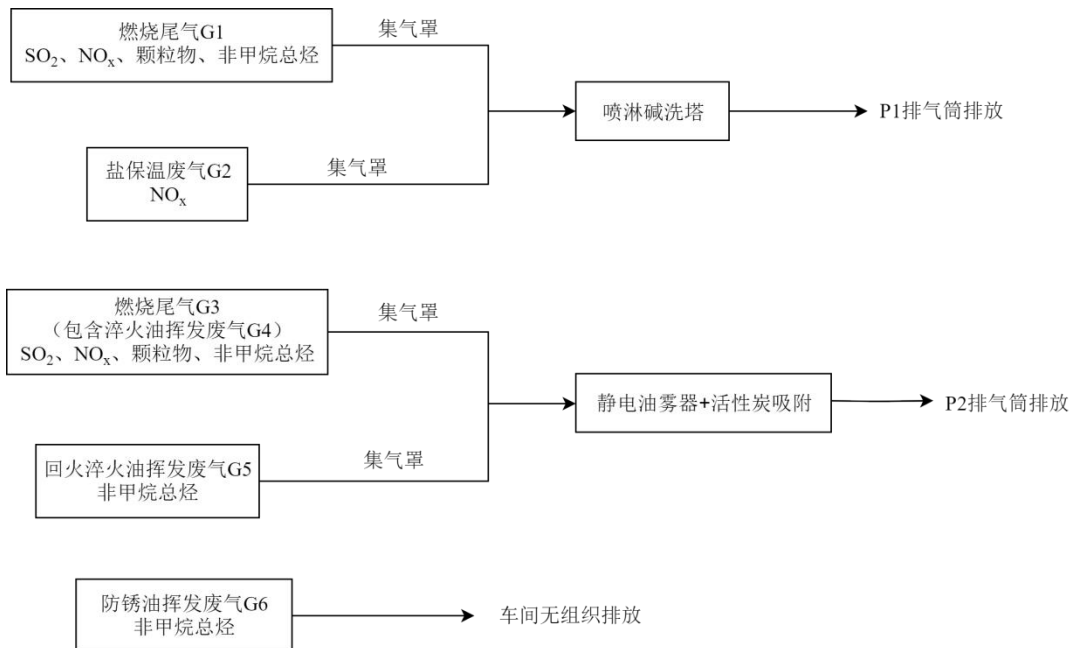 燃烧尾气G1
SO₂、NOₓ、颗粒物、非甲烷总烃
集气罩
喷淋碱洗塔
P1排气筒排放
盐保温废气G2
NOₓ
集气罩
燃烧尾气G3
（包含淬火油挥发废气G4）
SO₂、NOₓ、颗粒物、非甲烷总烃
集气罩
静电油雾器+活性炭吸附
P2排气筒排放
回火淬火油挥发废气G5
非甲烷总烃
集气罩
防锈油挥发废气G6
非甲烷总烃
车间无组织排放